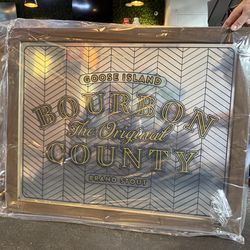 GOOSE ISLAND
BOURBON
The Original
COUNTY
BRAND STOUT